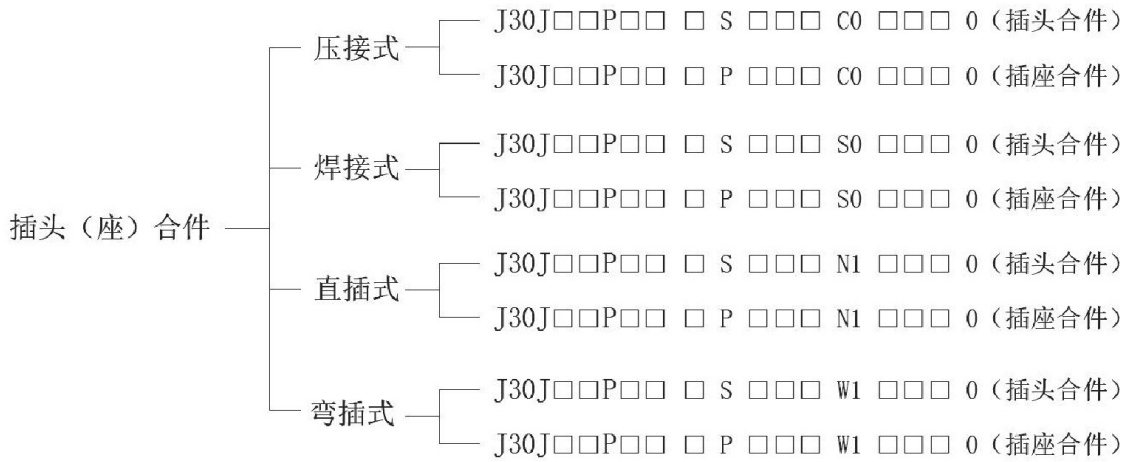 插头（座）合件
压接式
J30J□□P□□ □ S □□□ C0 □□□ 0（插头合件）
J30J□□P□□ □ P □□□ C0 □□□ 0（插座合件）
焊接式
J30J□□P□□ □ S □□□ S0 □□□ 0（插头合件）
J30J□□P□□ □ P □□□ S0 □□□ 0（插座合件）
直插式
J30J□□P□□ □ S □□□ N1 □□□ 0（插头合件）
J30J□□P□□ □ P □□□ N1 □□□ 0（插座合件）
弯插式
J30J□□P□□ □ S □□□ W1 □□□ 0（插头合件）
J30J□□P□□ □ P □□□ W1 □□□ 0（插座合件）